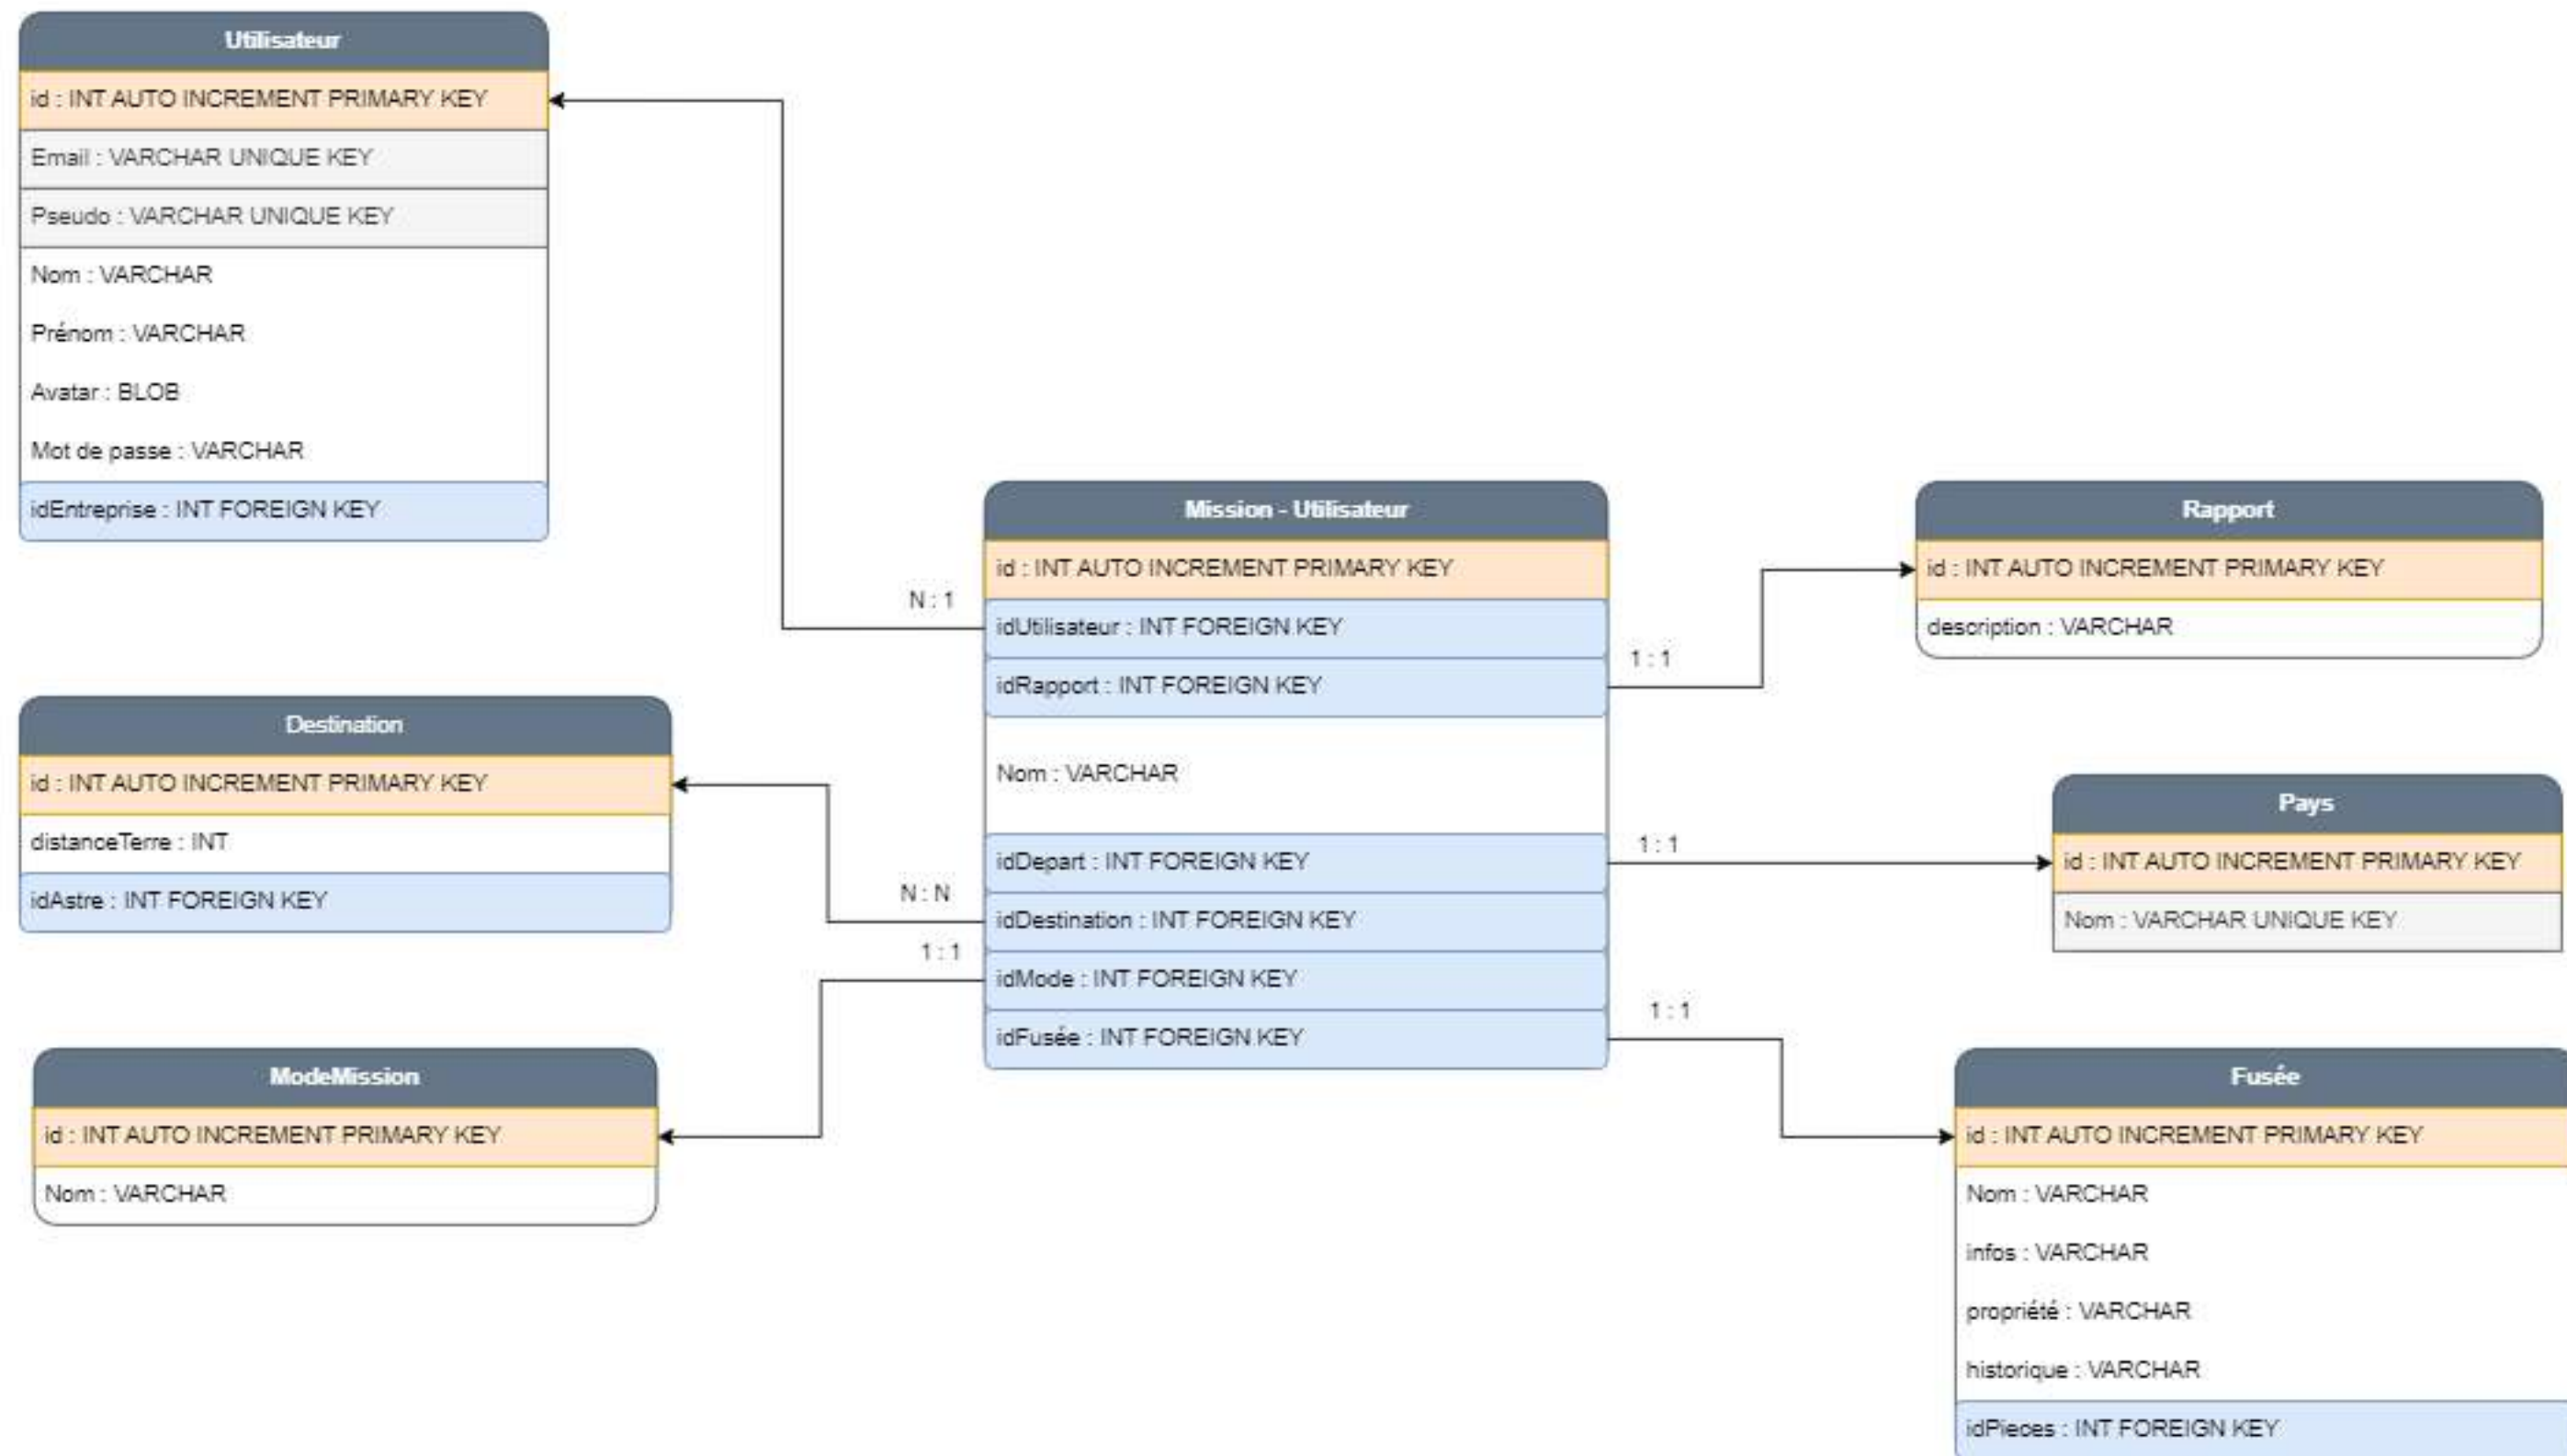 Utilisateur
id : INT AUTO INCREMENT PRIMARY KEY
Email : VARCHAR UNIQUE KEY
Pseudo : VARCHAR UNIQUE KEY
Nom : VARCHAR
Prénom : VARCHAR
Avatar : BLOB
Mot de passe : VARCHAR
idEntreprise : INT FOREIGN KEY
Destination
id : INT AUTO INCREMENT PRIMARY KEY
distanceTerre : INT
idAstre : INT FOREIGN KEY
ModeMission
id : INT AUTO INCREMENT PRIMARY KEY
Nom : VARCHAR
N : 1
N : N
1 : 1
Mission - Utilisateur
id : INT AUTO INCREMENT PRIMARY KEY
idUtilisateur : INT FOREIGN KEY
idRapport : INT FOREIGN KEY
Nom : VARCHAR
idDepart : INT FOREIGN KEY
idDestination : INT FOREIGN KEY
idMode : INT FOREIGN KEY
idFusée : INT FOREIGN KEY
1 : 1
1 : 1
1 : 1
Rapport
id : INT AUTO INCREMENT PRIMARY KEY
description : VARCHAR
Pays
id : INT AUTO INCREMENT PRIMARY KEY
Nom : VARCHAR UNIQUE KEY
Fusée
id : INT AUTO INCREMENT PRIMARY KEY
Nom : VARCHAR
infos : VARCHAR
propriété : VARCHAR
historique : VARCHAR
idPieces : INT FOREIGN KEY